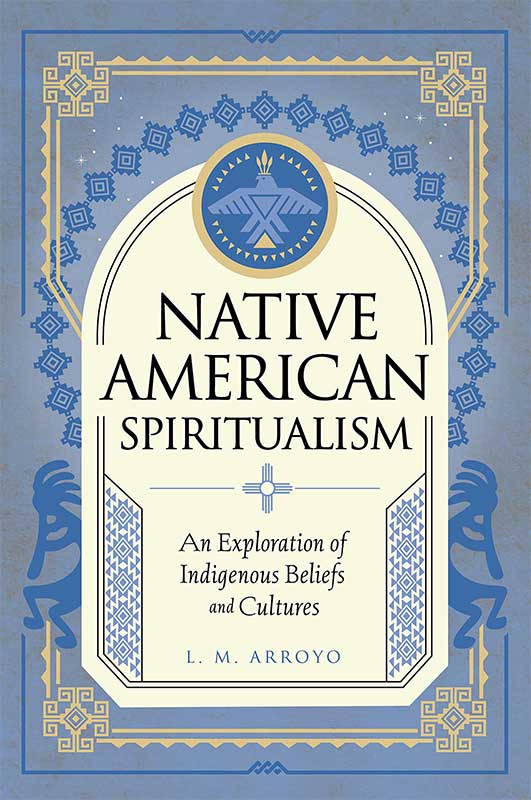 NATIVE
AMERICAN
SPIRITUALISM
An Exploration of
Indigenous Beliefs
and Cultures
L. M. ARROYO